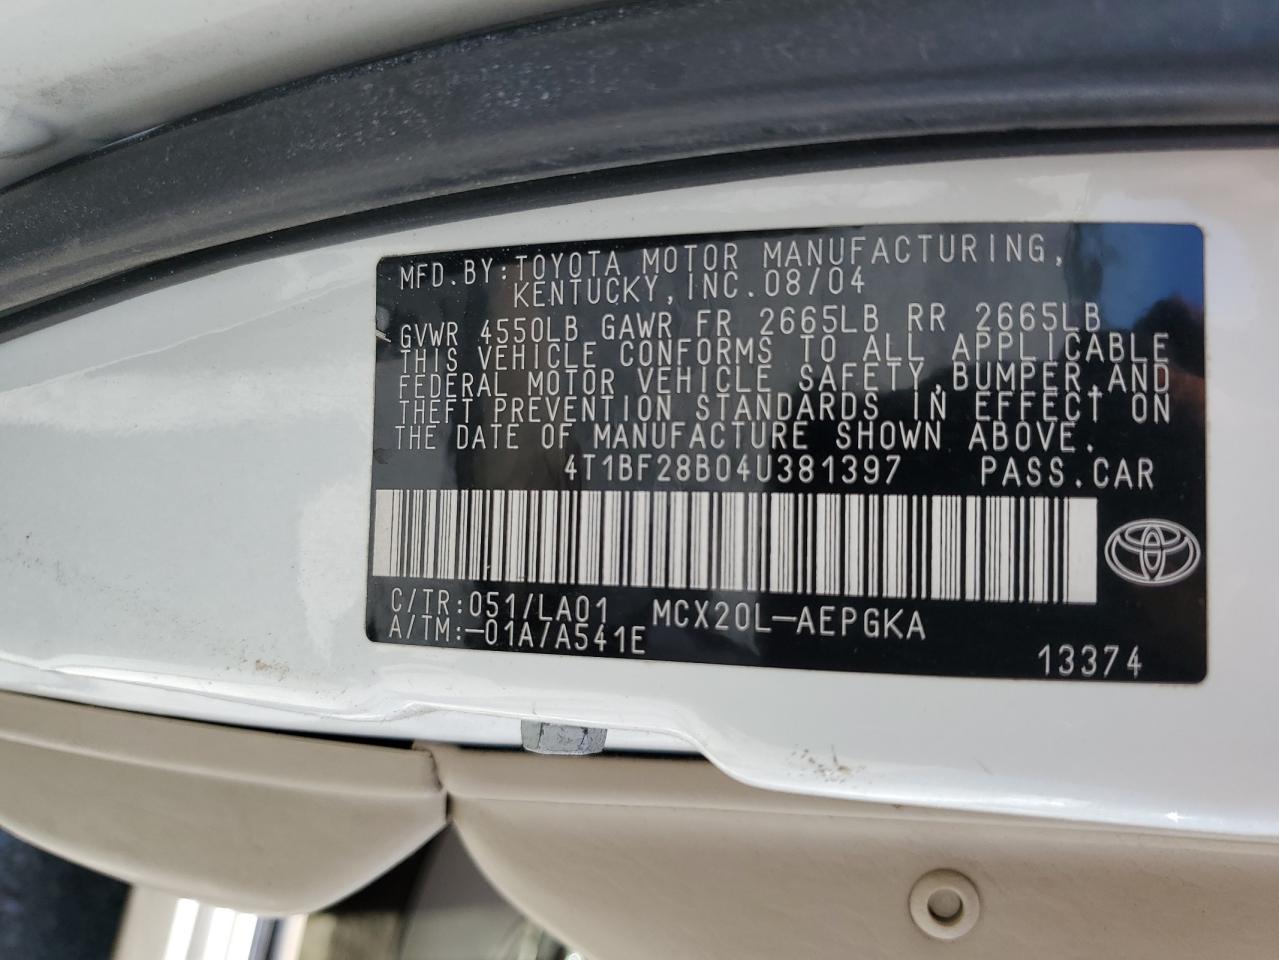 MFD.BY:TOYOTA MOTOR MANUFACTURING,
KENTUCKY,INC.08/04
GVWR 4550LB GAWR FR 2665LB RR 2665LB
THIS VEHICLE CONFORMS TO ALL APPLICABLE
FEDERAL MOTOR VEHICLE SAFETY,BUMPER,AND
THEFT PREVENTION STANDARDS IN EFFECT ON
THE DATE OF MANUFACTURE SHOWN ABOVE.
4T1BF28B04U381397 PASS.CAR
C/TR:051/LA01 MCX20L-AEPGKA
A/TM:-01A/A541E
13374